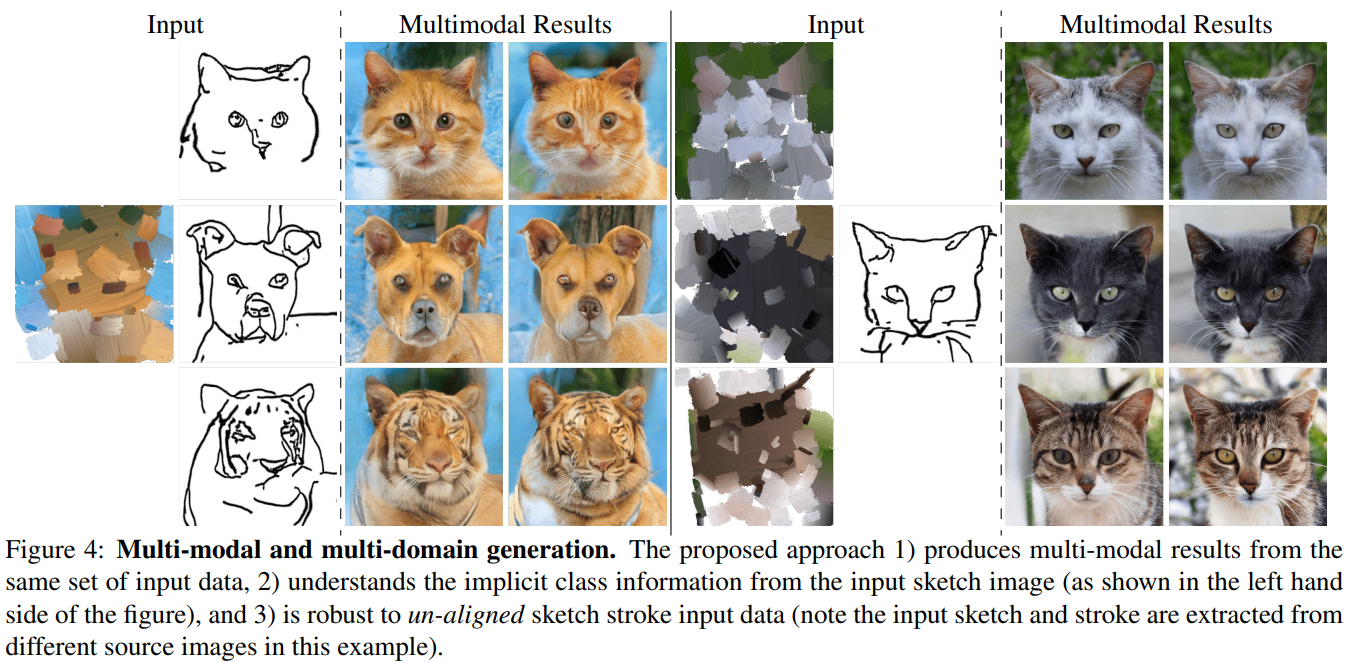 Input
Multimodal Results
Input
Multimodal Results
Figure 4: Multi-modal and multi-domain generation. The proposed approach 1) produces multi-modal results from the
same set of input data, 2) understands the implicit class information from the input sketch image (as shown in the left hand
side of the figure), and 3) is robust to un-aligned sketch stroke input data (note the input sketch and stroke are extracted from
different source images in this example).